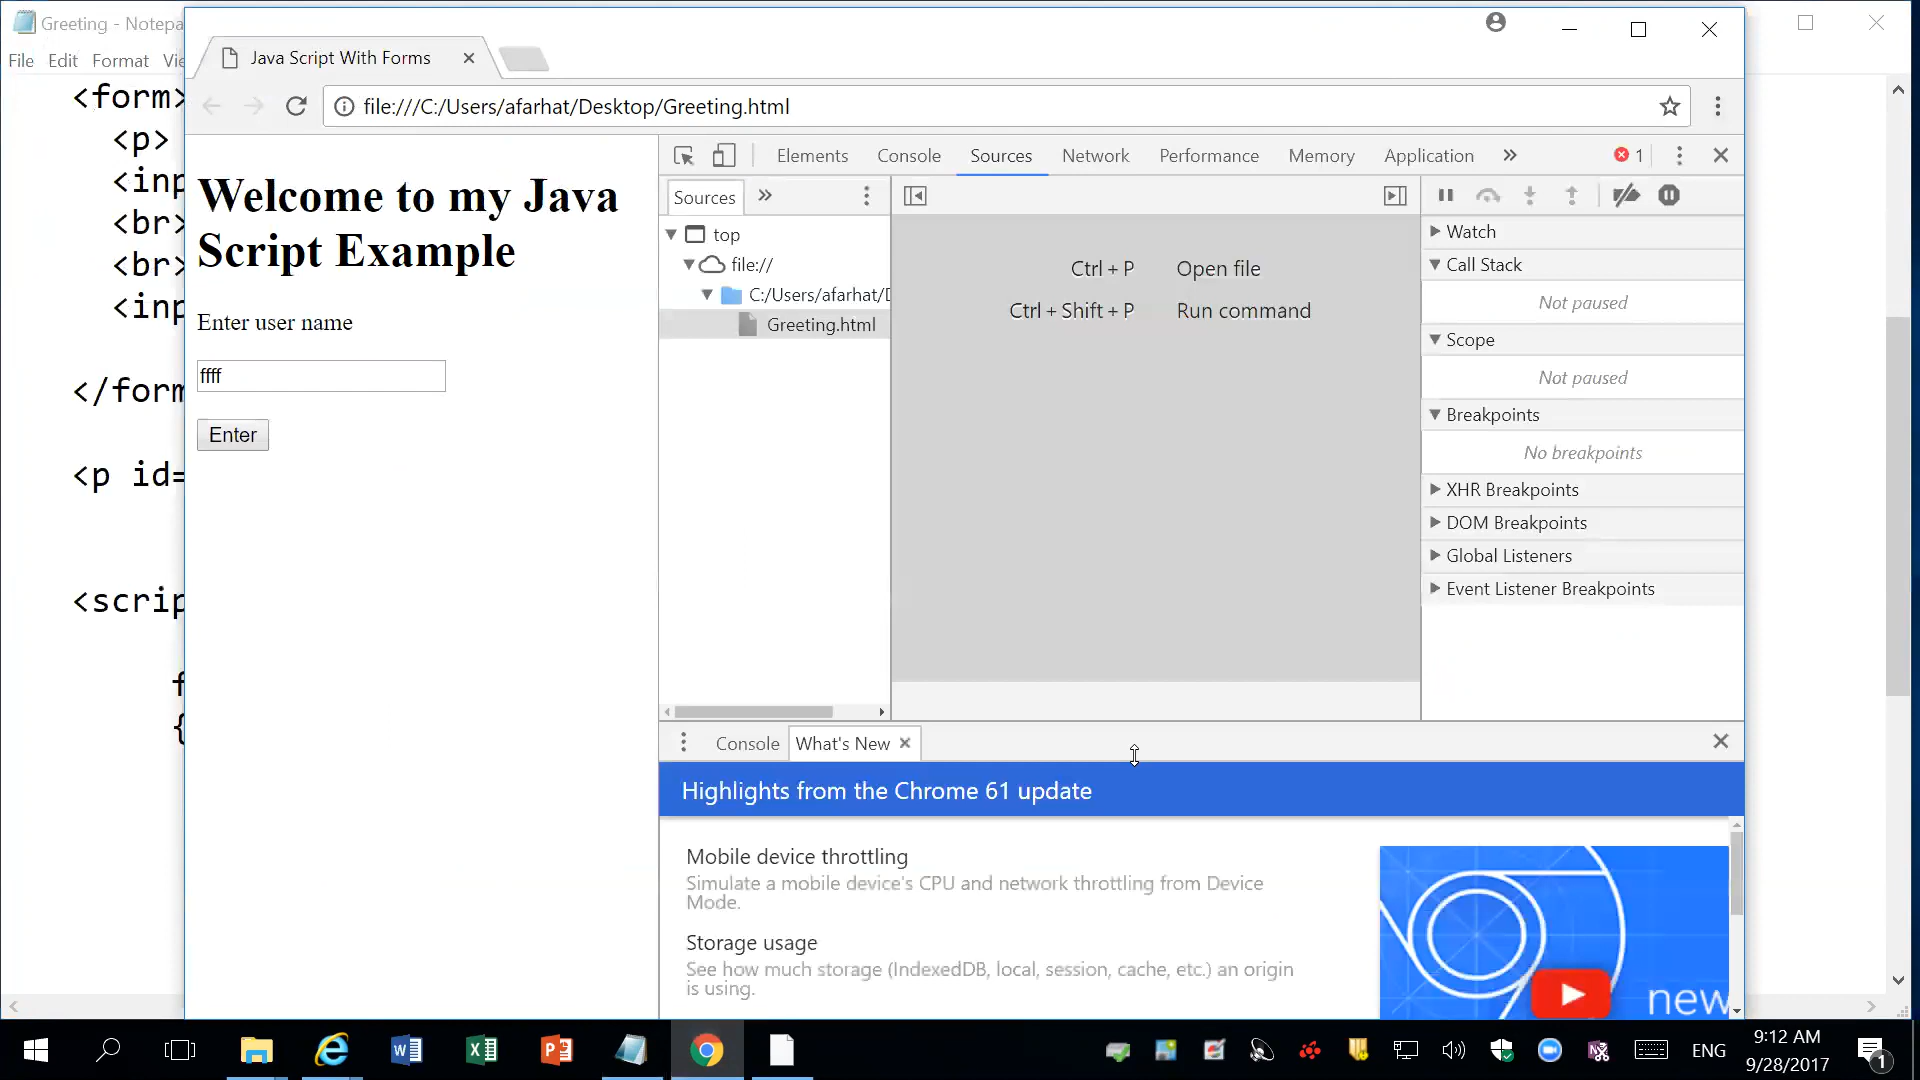 Greeting - Notepa
File Edit Format Vi
<form>
<p>
<inp
<br>
<br>
<inp
</form
<p id=
<scrip
f
{
Java Script With Forms
file:///C:/Users/afarhat/Desktop/Greeting.html
Welcome to my Java
Script Example
Enter user name
ffff
Enter
Elements Console Sources Network Performance Memory Application » 1
Sources »
top
file://
C:/Users/afarhat/D
Greeting.html
Ctrl + P Open file
Ctrl + Shift + P Run command
Watch
Call Stack
Not paused
Scope
Not paused
Breakpoints
No breakpoints
XHR Breakpoints
DOM Breakpoints
Global Listeners
Event Listener Breakpoints
Console What's New
Highlights from the Chrome 61 update
Mobile device throttling
Simulate a mobile device's CPU and network throttling from Device
Mode.
Storage usage
See how much storage (IndexedDB, local, session, cache, etc.) an origin
is using.
new
ENG
9:12 AM
9/28/2017
1